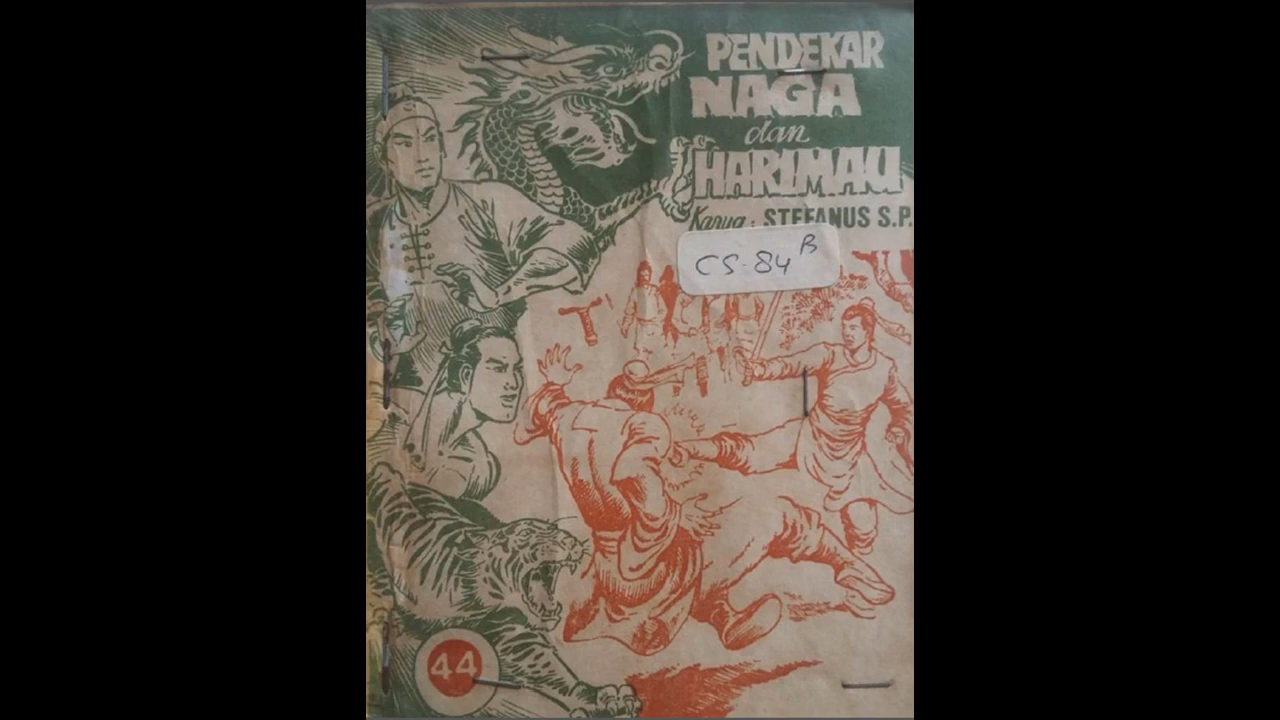 PENDEKAR
NAGA
dan
HARIMAU
Karya : STEFANUS S.P.
CS-84 B
44